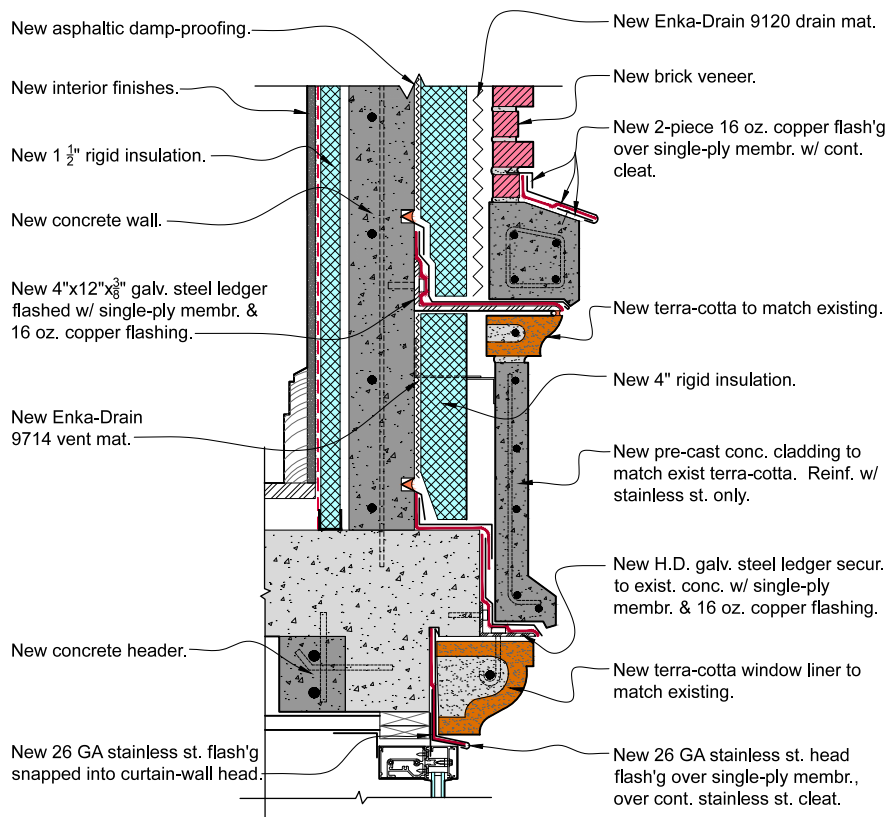 New asphaltic damp-proofing.
New interior finishes.
New 1 1/2" rigid insulation.
New concrete wall.
New 4"x12"x3/8" galv. steel ledger
flashed w/ single-ply membr. &
16 oz. copper flashing.
New Enka-Drain
9714 vent mat.
New concrete header.
New 26 GA stainless st. flash'g
snapped into curtain-wall head.
New Enka-Drain 9120 drain mat.
New brick veneer.
New 2-piece 16 oz. copper flash'g
over single-ply membr. w/ cont.
cleat.
New terra-cotta to match existing.
New 4" rigid insulation.
New pre-cast conc. cladding to
match exist terra-cotta. Reinf. w/
stainless st. only.
New H.D. galv. steel ledger secur.
to exist. conc. w/ single-ply
membr. & 16 oz. copper flashing.
New terra-cotta window liner to
match existing.
New 26 GA stainless st. head
flash'g over single-ply membr.,
over cont. stainless st. cleat.